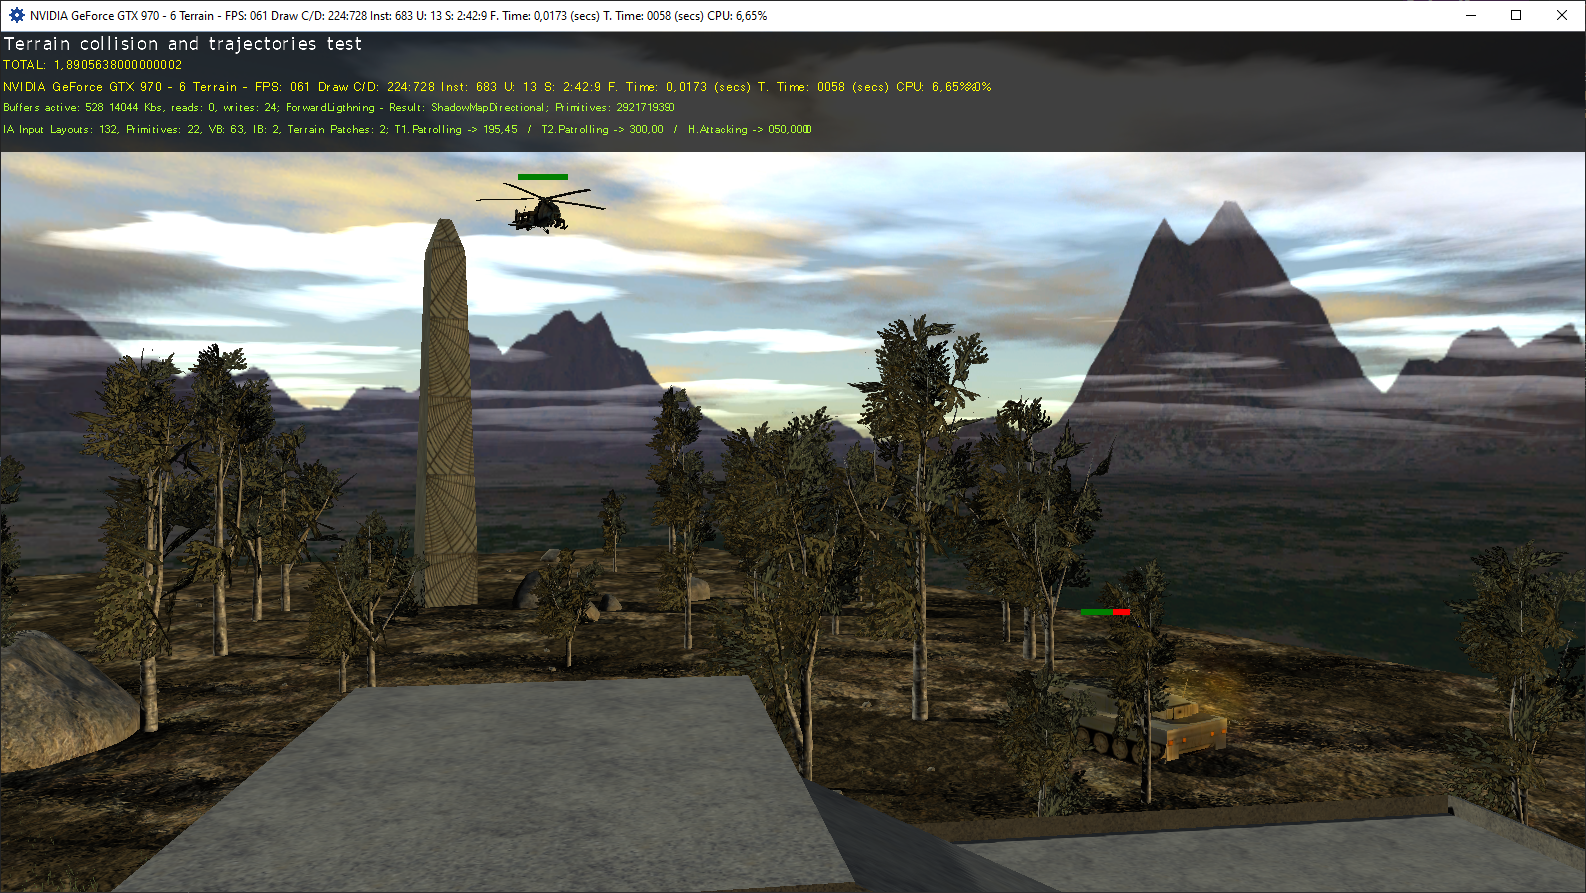 NVIDIA GeForce GTX 970 - 6 Terrain - FPS: 061 Draw C/D: 224:728 Inst: 683 U: 13 S: 2:42:9 F. Time: 0,0173 (secs) T. Time: 0058 (secs) CPU: 6,65%
Terrain collision and trajectories test
TOTAL: 1,8905638000000002
NVIDIA GeForce GTX 970 - 6 Terrain - FPS: 061 Draw C/D: 224:728 Inst: 683 U: 13 S: 2:42:9 F. Time: 0,0173 (secs) T. Time: 0058 (secs) CPU: 6,65%
Buffers active: 528 14044 Kbs, reads: 0, writes: 24; ForwardLigthning - Result: ShadowMapDirectional; Primitives: 2921719390
IA Input Layouts: 132, Primitives: 22, VB: 63, IB: 2, Terrain Patches: 2; T1.Patrolling -> 195,45 / T2.Patrolling -> 300,00 / H.Attacking -> 050,000